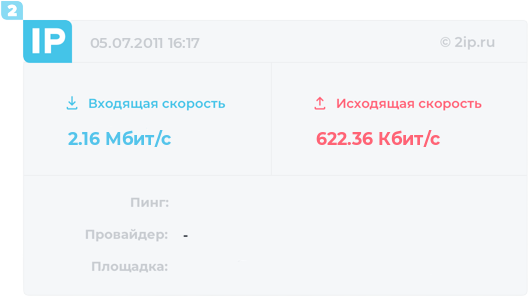 2
IP
05.07.2011 16:17
© 2ip.ru
Входящая скорость
Исходящая скорость
2.16 Мбит/с
622.36 Кбит/с
Пинг:
Провайдер: -
Площадка: